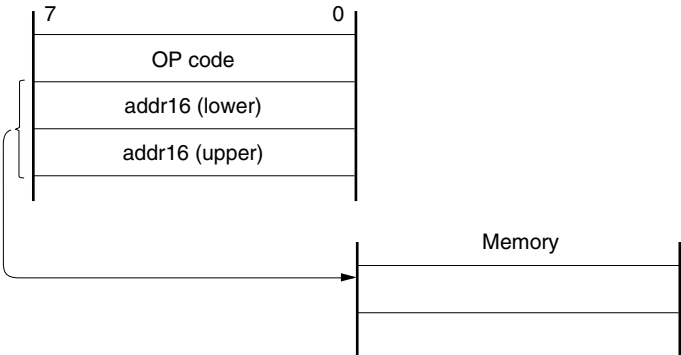 7 0
OP code
addr16 (lower)
addr16 (upper)
Memory